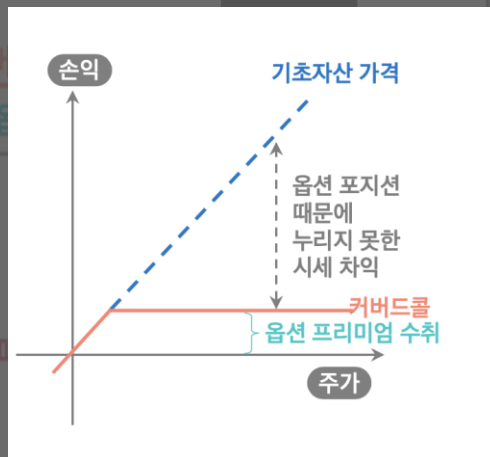 손익
기초자산 가격
옵션 포지션
때문에
누리지 못한
시세 차익
커버드콜
옵션 프리미엄 수취
주가